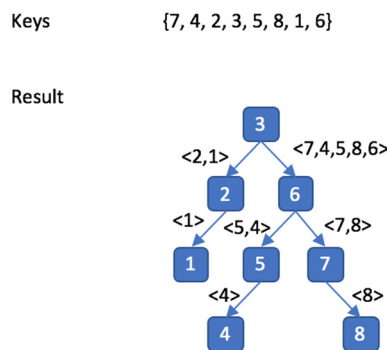 Keys {7, 4, 2, 3, 5, 8, 1, 6}
Result
3
<2,1> <7,4,5,8,6>
2 6
<1> <5,4> <7,8>
1 5 7
<4> <8>
4 8